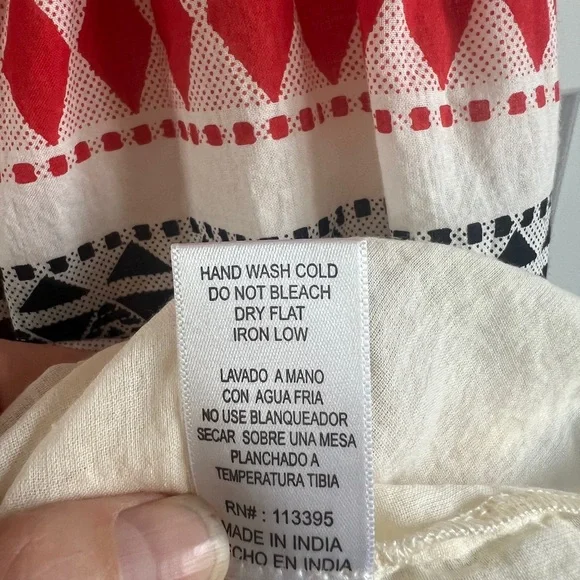 HAND WASH COLD
DO NOT BLEACH
DRY FLAT
IRON LOW
LAVADO A MANO
CON AGUA FRIA
NO USE BLANQUEADOR
SECAR SOBRE UNA MESA
PLANCHADO A
TEMPERATURA TIBIA
RN# : 113395
MADE IN INDIA
ECHO EN INDIA